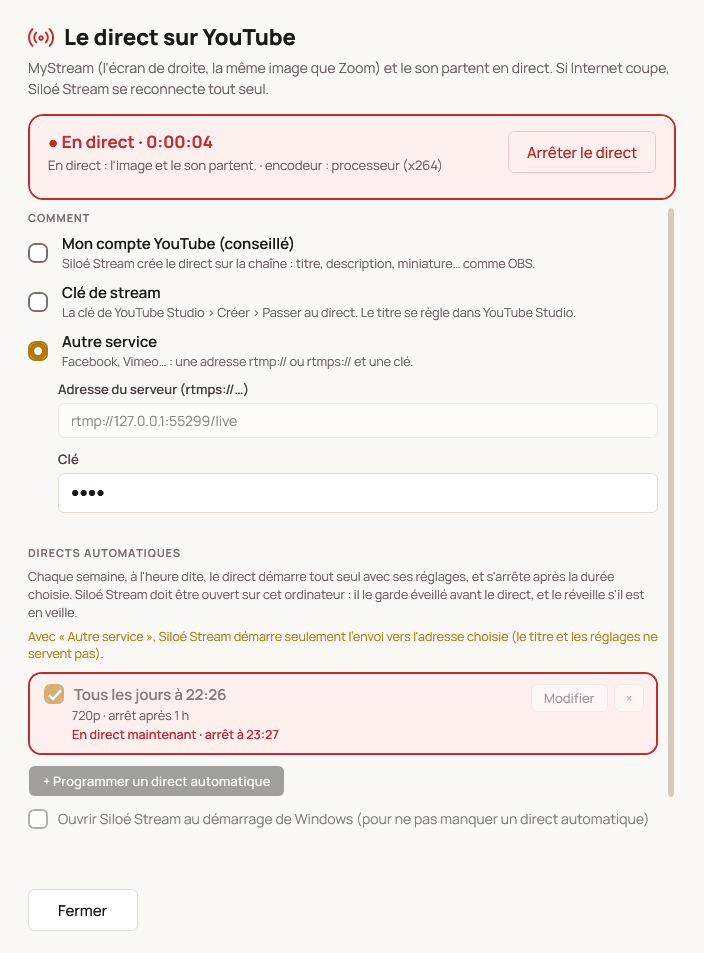 Le direct sur YouTube
MyStream (l'écran de droite, la même image que Zoom) et le son partent en direct. Si Internet coupe,
Siloé Stream se reconnecte tout seul.
● En direct · 0:00:04
En direct : l'image et le son partent. · encodeur : processeur (x264)
Arrêter le direct
COMMENT
Mon compte YouTube (conseillé)
Siloé Stream crée le direct sur la chaîne : titre, description, miniature… comme OBS.
Clé de stream
La clé de YouTube Studio > Créer > Passer au direct. Le titre se règle dans YouTube Studio.
Autre service
Facebook, Vimeo… : une adresse rtmp:// ou rtmps:// et une clé.
Adresse du serveur (rtmps://…)
rtmp://127.0.0.1:55299/live
Clé
••••
DIRECTS AUTOMATIQUES
Chaque semaine, à l'heure dite, le direct démarre tout seul avec ses réglages, et s'arrête après la durée
choisie. Siloé Stream doit être ouvert sur cet ordinateur : il le garde éveillé avant le direct, et le réveille s'il est
en veille.
Avec « Autre service », Siloé Stream démarre seulement l'envoi vers l'adresse choisie (le titre et les réglages ne
servent pas).
Tous les jours à 22:26
Modifier
×
720p · arrêt après 1 h
En direct maintenant · arrêt à 23:27
+ Programmer un direct automatique
Ouvrir Siloé Stream au démarrage de Windows (pour ne pas manquer un direct automatique)
Fermer